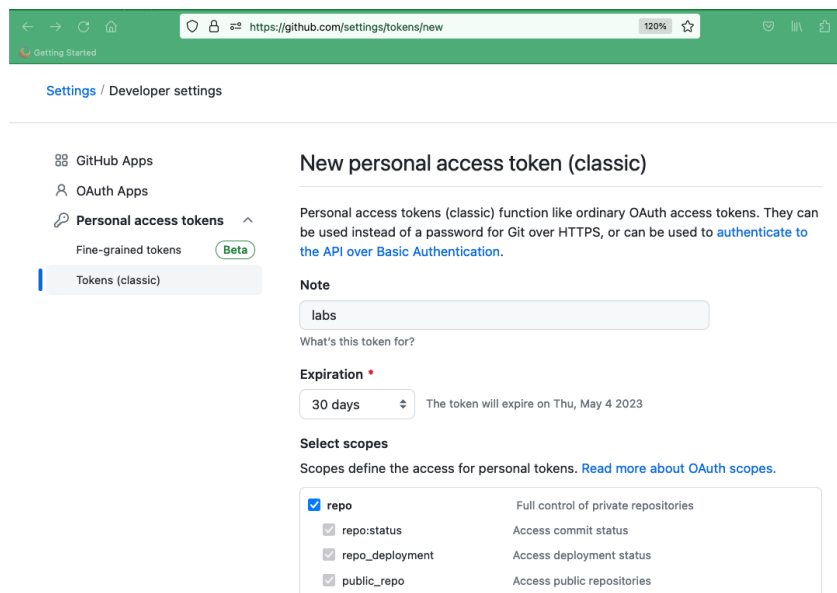 https://github.com/settings/tokens/new
120%
Getting Started
Settings / Developer settings
GitHub Apps
OAuth Apps
Personal access tokens
Fine-grained tokens
Beta
Tokens (classic)
New personal access token (classic)
Personal access tokens (classic) function like ordinary OAuth access tokens. They can
be used instead of a password for Git over HTTPS, or can be used to authenticate to
the API over Basic Authentication.
Note
labs
What's this token for?
Expiration *
30 days
The token will expire on Thu, May 4 2023
Select scopes
Scopes define the access for personal tokens. Read more about OAuth scopes.
repo Full control of private repositories
repo:status Access commit status
repo_deployment Access deployment status
public_repo Access public repositories